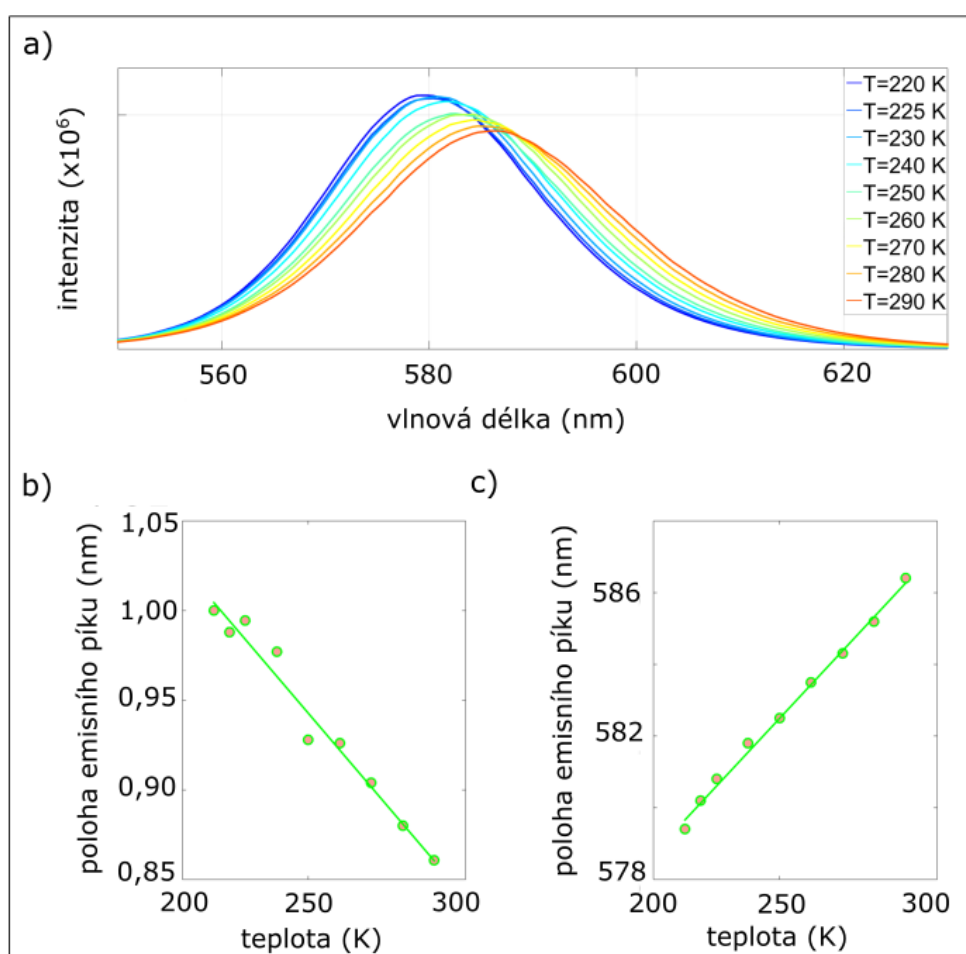 a)
intenzita (x10⁶)
T=220 K
T=225 K
T=230 K
T=240 K
T=250 K
T=260 K
T=270 K
T=280 K
T=290 K
560 580 600 620
vlnová délka (nm)
b)
poloha emisního píku (nm)
1,05
1,00
0,95
0,90
0,85
200 250 300
teplota (K)
c)
poloha emisního píku (nm)
586
582
578
200 250 300
teplota (K)